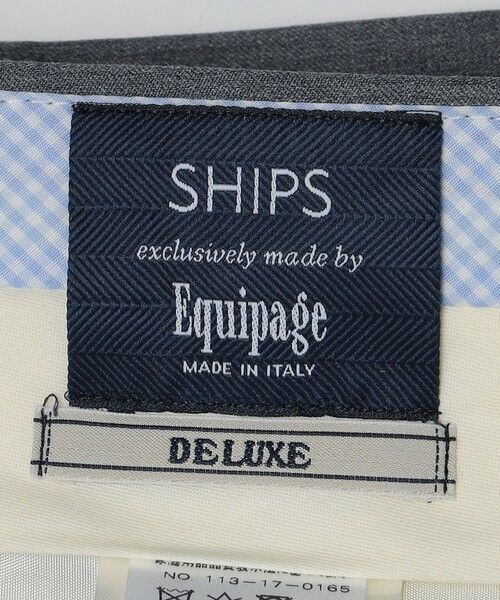 SHIPS
exclusively made by
Equipage
MADE IN ITALY
DELUXE
NO. 113-17-0165